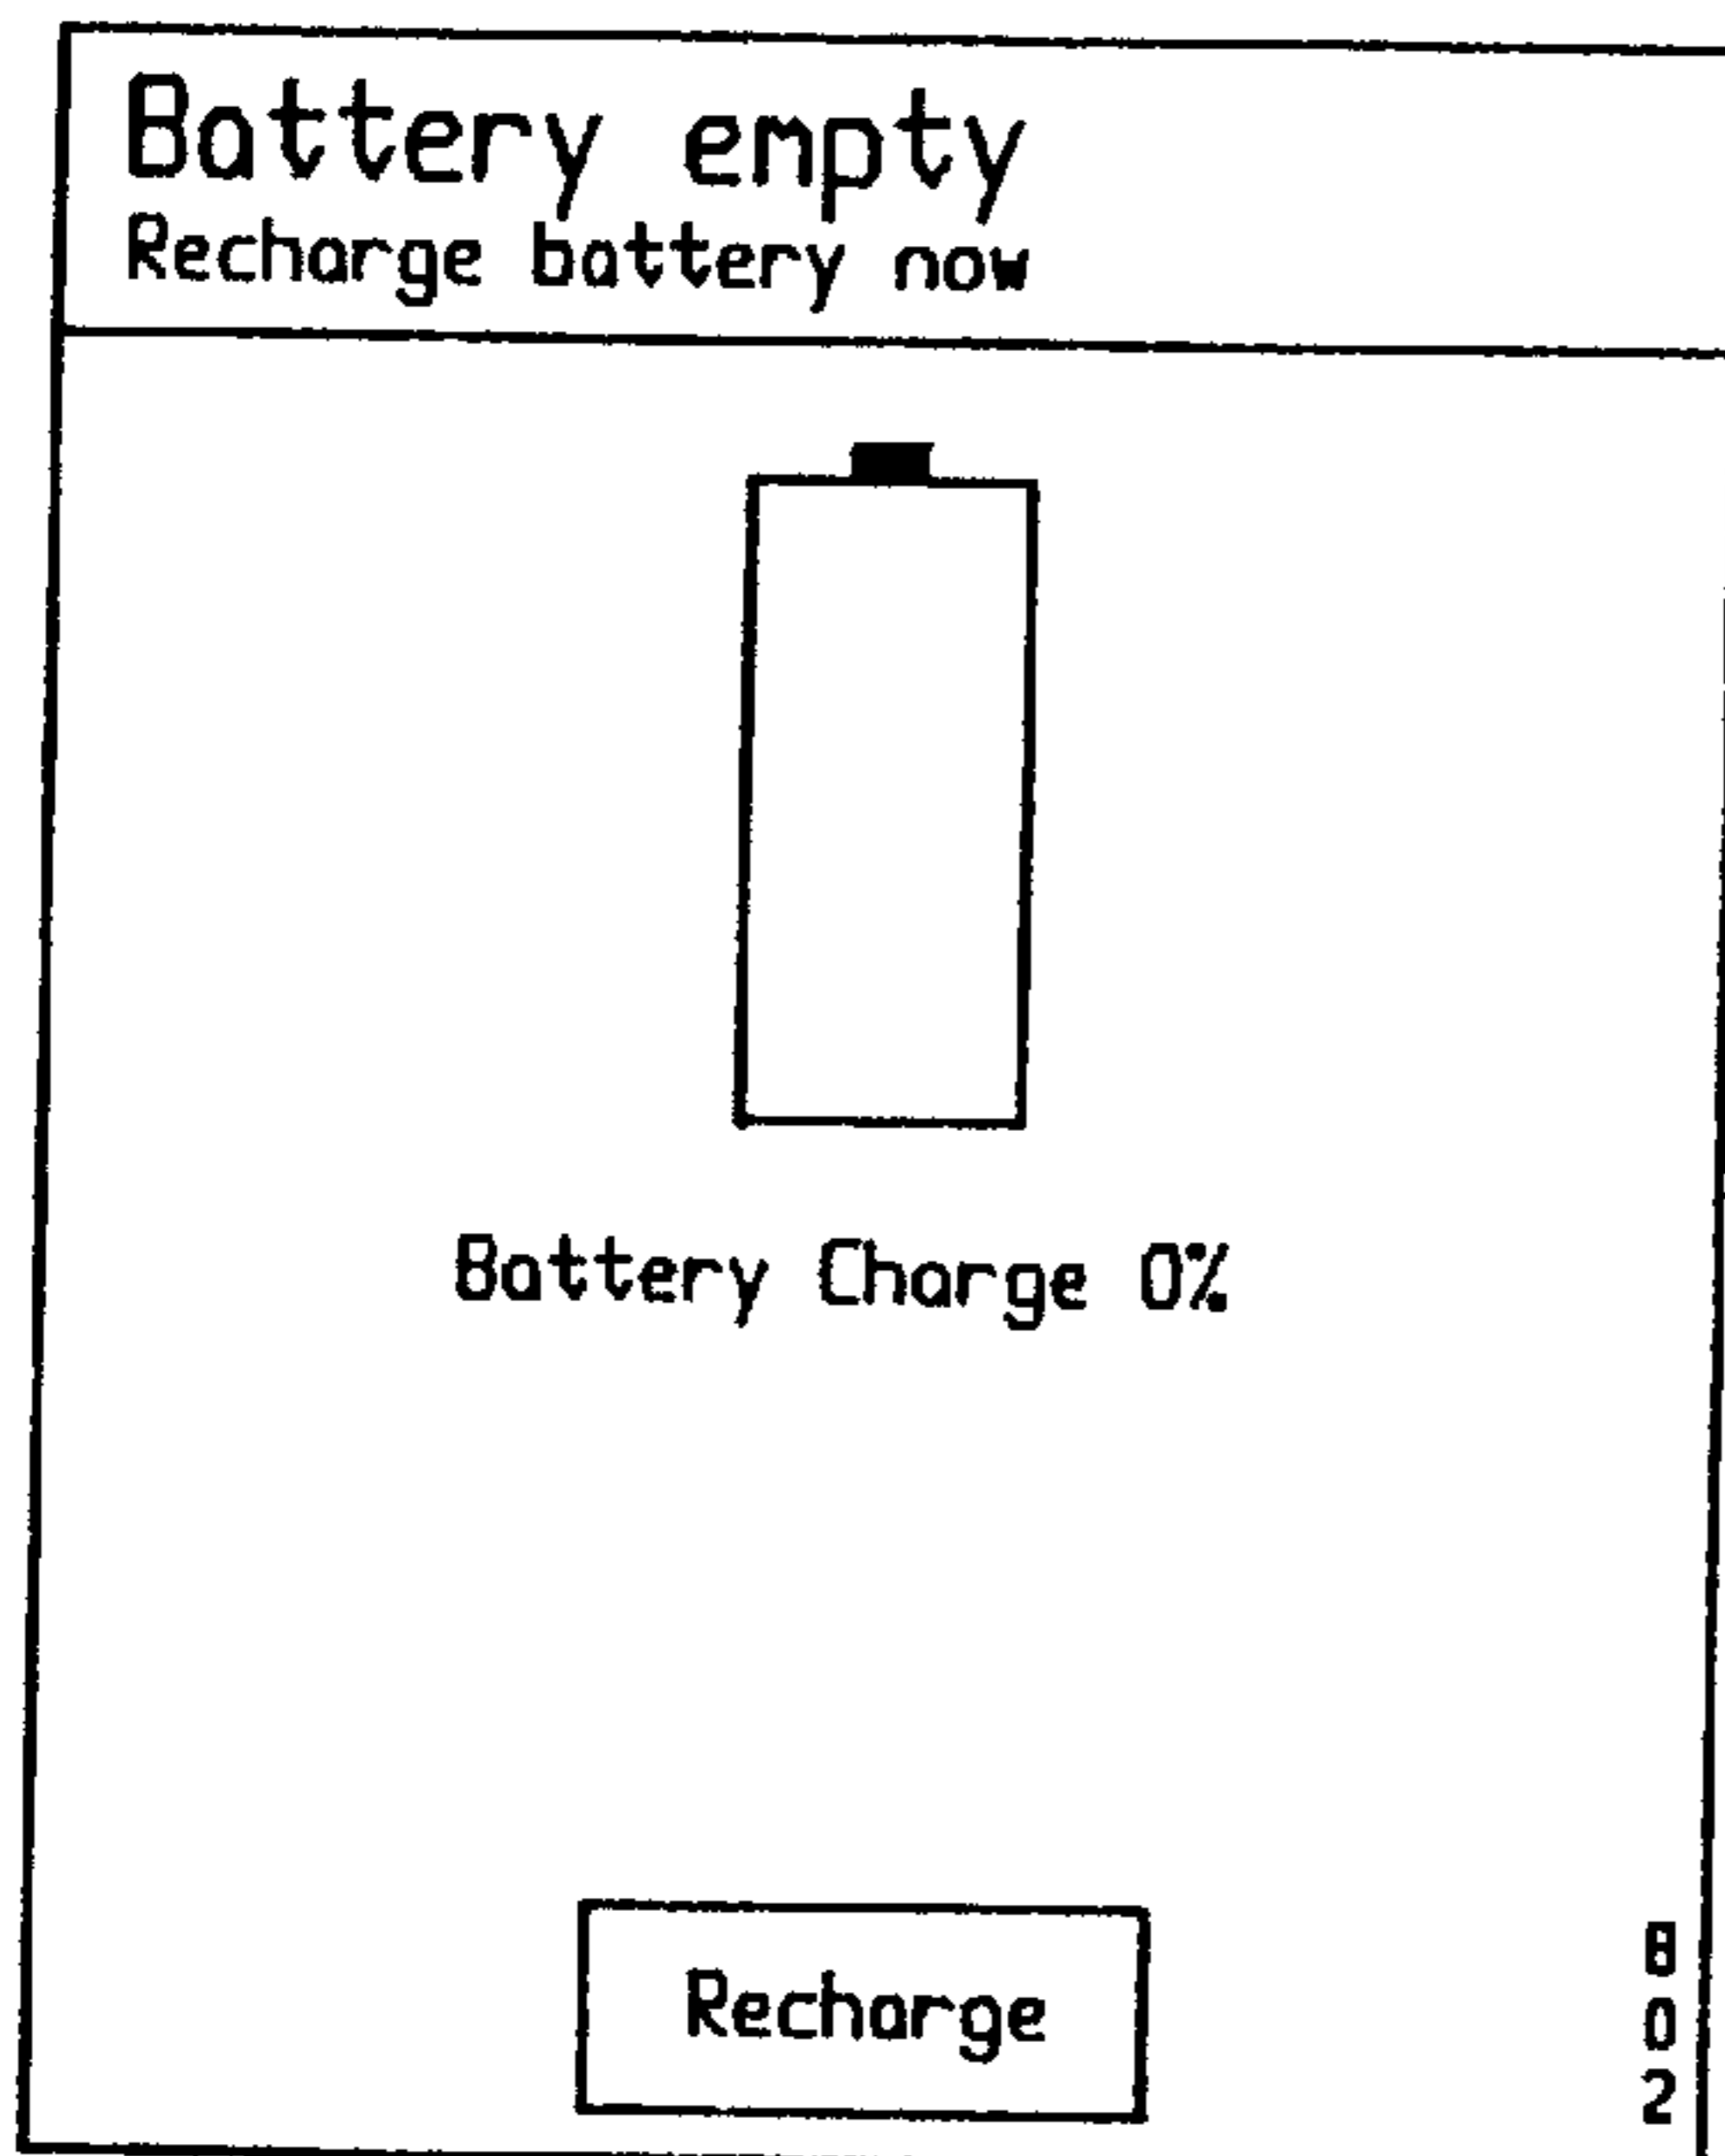 Battery empty
Recharge battery now
Battery Charge 0%
Recharge
8
0
2